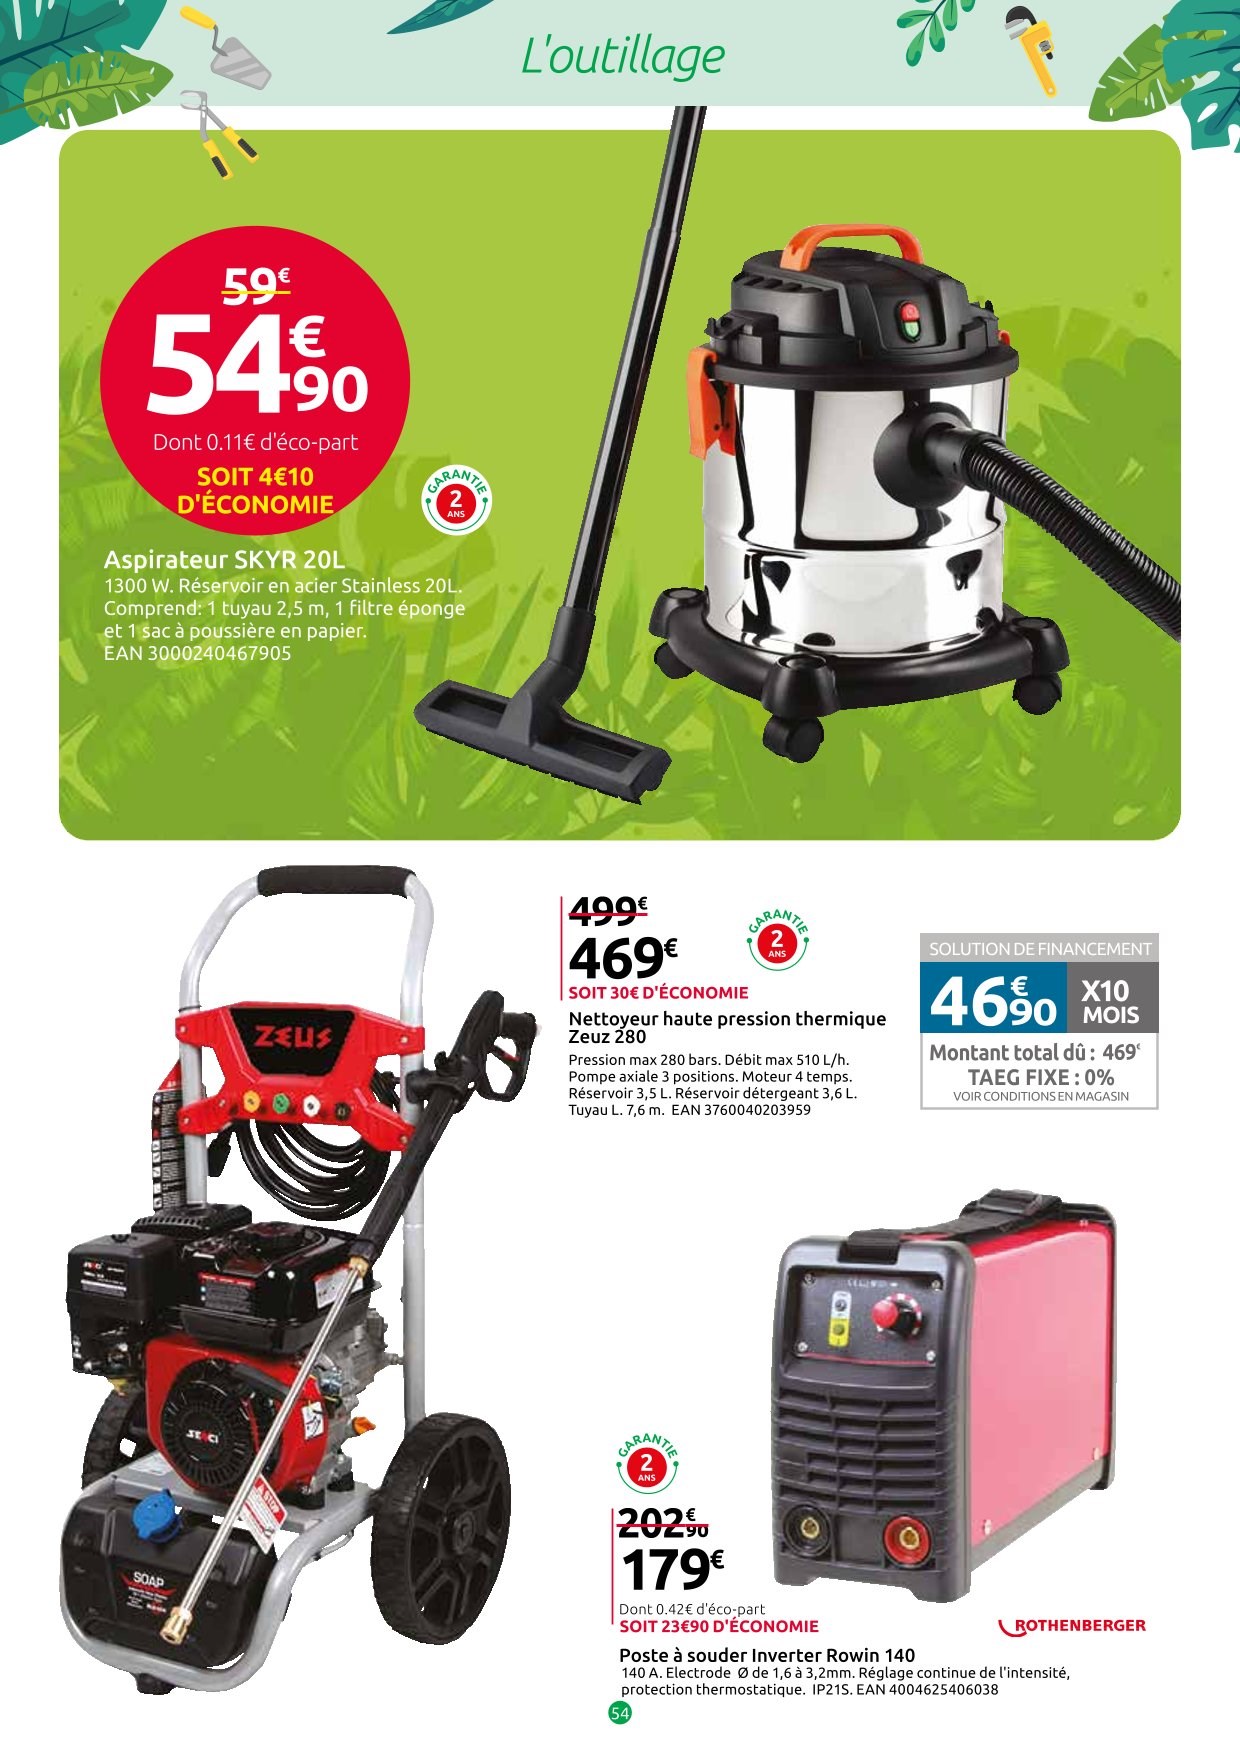 L'outillage
59€
54€90
Dont 0.11€ d'éco-part
SOIT 4€10
D'ÉCONOMIE
GARANTIE
2
ANS
Aspirateur SKYR 20L
1300 W. Réservoir en acier Stainless 20L.
Comprend: 1 tuyau 2,5 m, 1 filtre éponge
et 1 sac à poussière en papier.
EAN 3000240467905
499€
469€
SOIT 30€ D'ÉCONOMIE
GARANTIE
2
ANS
Nettoyeur haute pression thermique
Zeuz 280
Pression max 280 bars. Débit max 510 L/h.
Pompe axiale 3 positions. Moteur 4 temps.
Réservoir 3,5 L. Réservoir détergeant 3,6 L.
Tuyau L. 7,6 m. EAN 3760040203959
SOLUTION DE FINANCEMENT
46€90
X10
MOIS
Montant total dû : 469€
TAEG FIXE : 0%
VOIR CONDITIONS EN MAGASIN
ZEUS
SENCI
STOP
SOAP
GARANTIE
2
ANS
202€90
179€
Dont 0.42€ d'éco-part
SOIT 23€90 D'ÉCONOMIE
ROTHENBERGER
Poste à souder Inverter Rowin 140
140 A. Electrode Ø de 1,6 à 3,2mm. Réglage continue de l'intensité,
protection thermostatique. IP21S. EAN 4004625406038
54